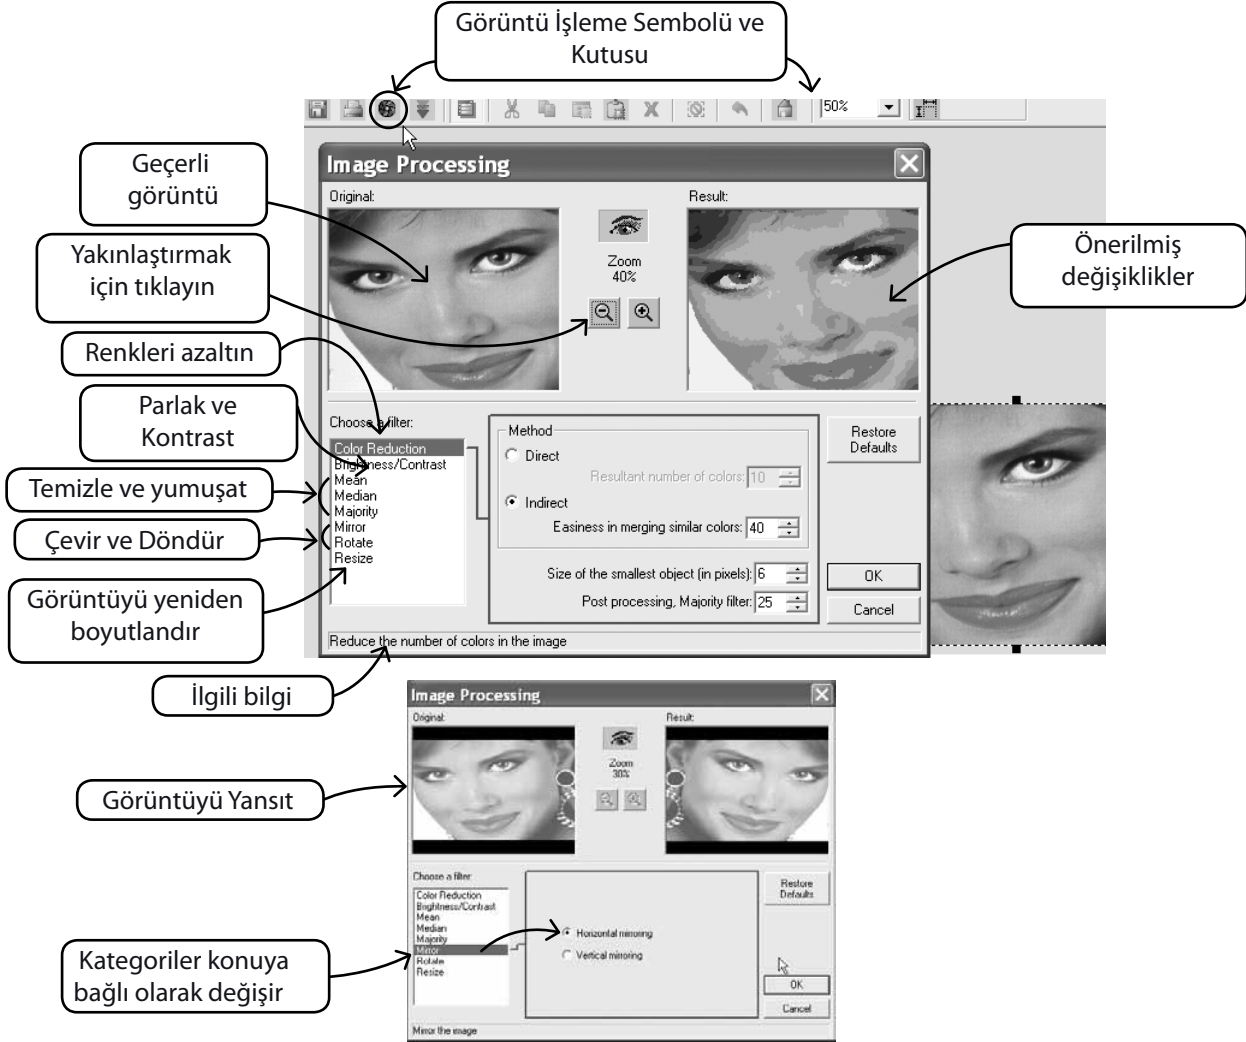 Görüntü İşleme Sembolü ve
Kutusu
50%
Geçerli
görüntü
Yakınlaştırmak
için tıklayın
Renkleri azaltın
Parlak ve
Kontrast
Temizle ve yumuşat
Çevir ve Döndür
Görüntüyü yeniden
boyutlandır
İlgili bilgi
Image Processing
Original:
Result:
Zoom
40%
Önerilmiş
değişiklikler
Choose a filter:
Color Reduction
Brightness/Contrast
Mean
Median
Majority
Mirror
Rotate
Resize
Method
Direct
Resultant number of colors: 10
Indirect
Easiness in merging similar colors: 40
Size of the smallest object (in pixels): 6
Post processing, Majority filter: 25
Restore
Defaults
OK
Cancel
Reduce the number of colors in the image
Görüntüyü Yansıt
Kategoriler konuya
bağlı olarak değişir
Image Processing
Original:
Result:
Zoom
30%
Choose a filter:
Color Reduction
Brightness/Contrast
Mean
Median
Majority
Mirror
Rotate
Resize
Horizontal mirroring
Vertical mirroring
Restore
Defaults
OK
Cancel
Mirror the image